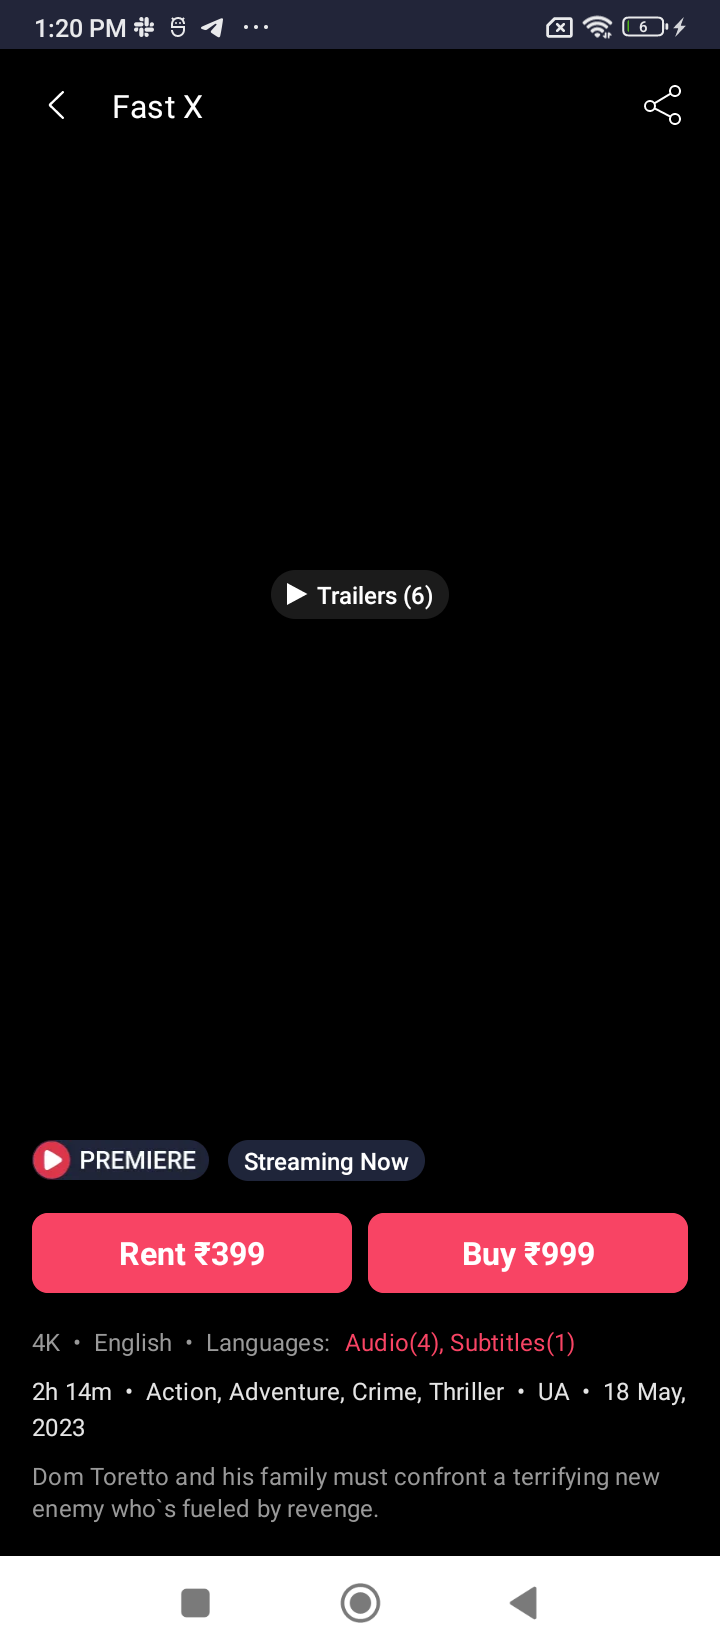 1:20 PM
6
Fast X
Trailers (6)
PREMIERE
Streaming Now
Rent ₹399
Buy ₹999
4K • English • Languages: Audio(4), Subtitles(1)
2h 14m • Action, Adventure, Crime, Thriller • UA • 18 May,
2023
Dom Toretto and his family must confront a terrifying new
enemy who`s fueled by revenge.